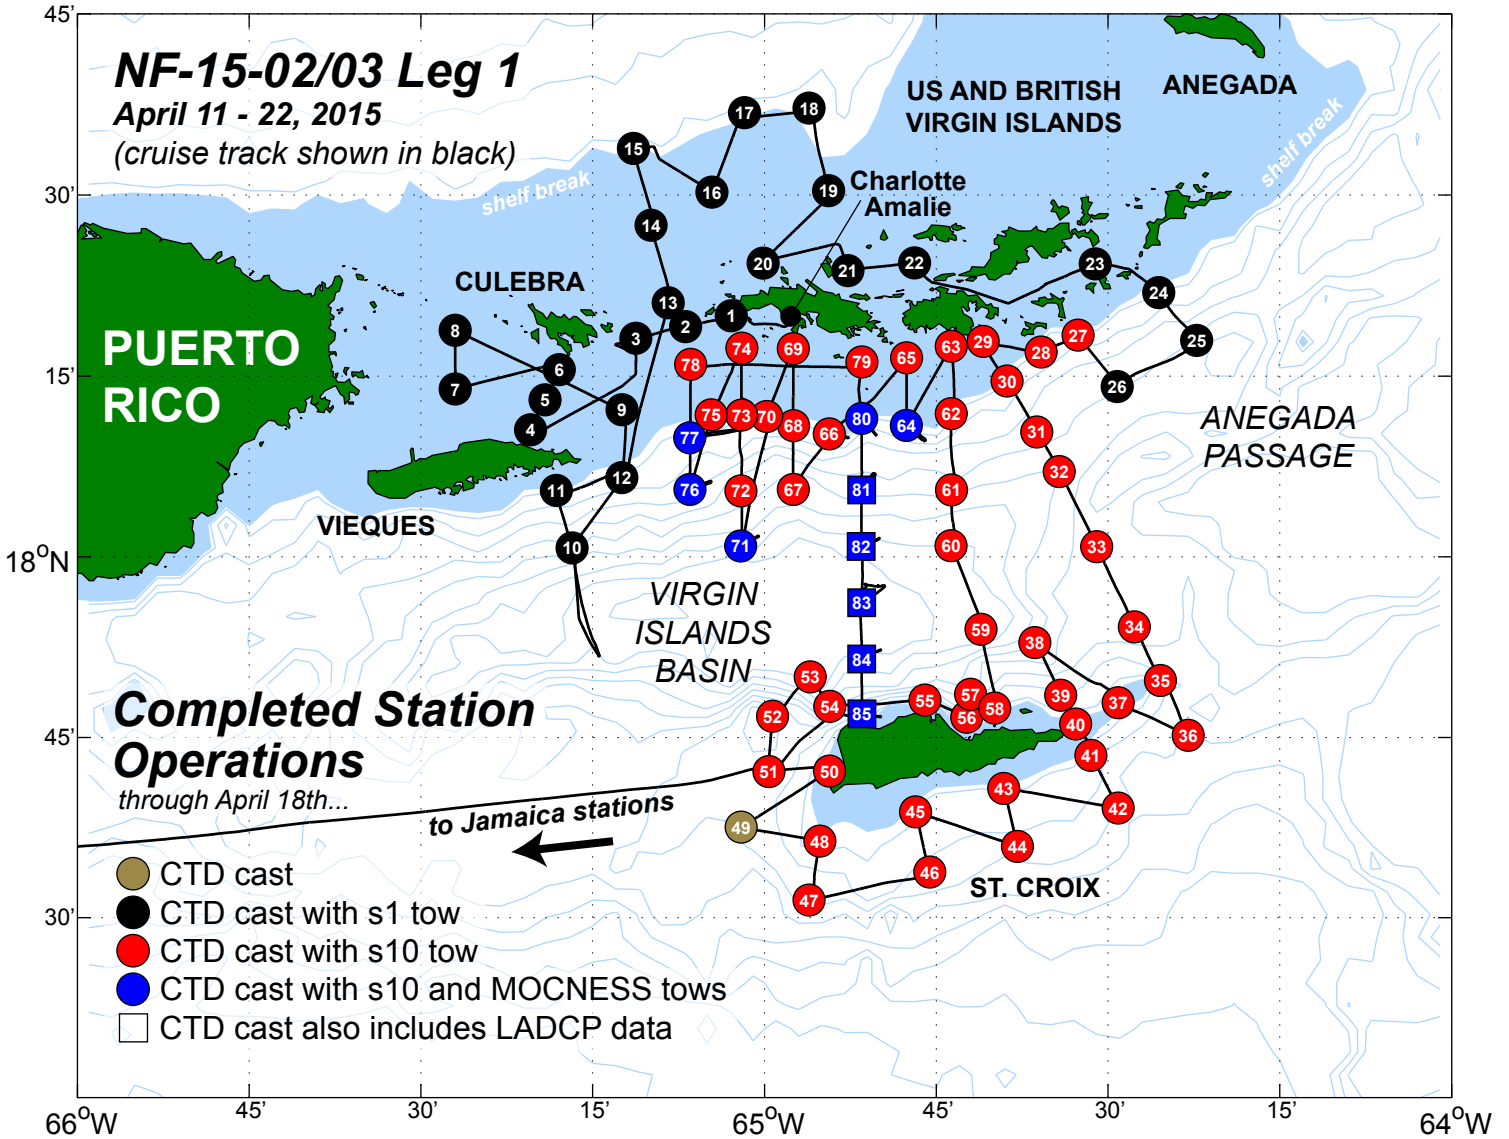 45'
NF-15-02/03 Leg 1
April 11 - 22, 2015
(cruise track shown in black)
US AND BRITISH
VIRGIN ISLANDS
ANEGADA
shelf break
shelf break
30'
Charlotte
Amalie
CULEBRA
PUERTO
RICO
15'
ANEGADA
PASSAGE
VIEQUES
18°N
VIRGIN
ISLANDS
BASIN
Completed Station
Operations
through April 18th...
45'
to Jamaica stations
ST. CROIX
CTD cast
CTD cast with s1 tow
30'
CTD cast with s10 tow
CTD cast with s10 and MOCNESS tows
CTD cast also includes LADCP data
1
2
3
4
5
6
7
8
9
10
11
12
13
14
15
16
17
18
19
20
21
22
23
24
25
26
27
28
29
30
31
32
33
34
35
36
37
38
39
40
41
42
43
44
45
46
47
48
49
50
51
52
53
54
55
56
57
58
59
60
61
62
63
64
65
66
67
68
69
70
71
72
73
74
75
76
77
78
79
80
81
82
83
84
85
66°W
45'
30'
15'
65°W
45'
30'
15'
64°W